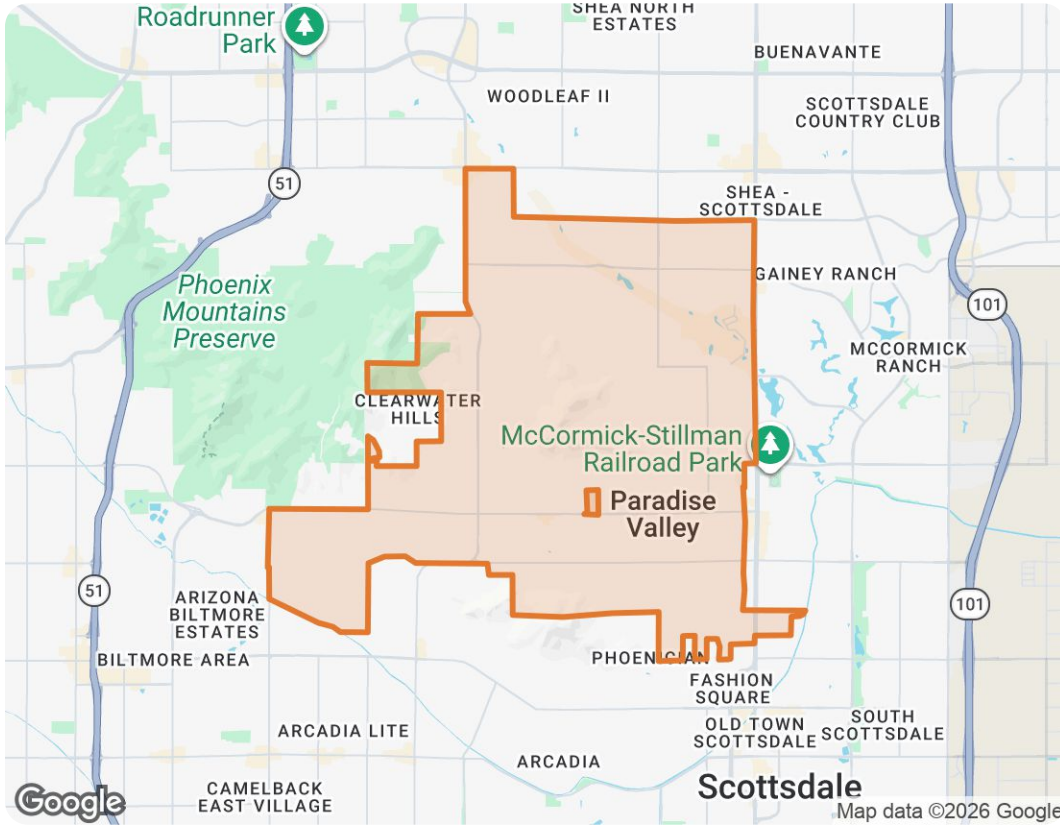 SHEA NORTH
ESTATES
Roadrunner
Park
BUENAVANTE
WOODLEAF II
SCOTTSDALE
COUNTRY CLUB
51
SHEA -
SCOTTSDALE
GAINEY RANCH
Phoenix
Mountains
Preserve
101
MCCORMICK
RANCH
CLEARWATER
HILLS
McCormick-Stillman
Railroad Park
Paradise
Valley
51
ARIZONA
BILTMORE
ESTATES
101
BILTMORE AREA
PHOENICIAN
FASHION
SQUARE
ARCADIA LITE
OLD TOWN
SCOTTSDALE
SOUTH
SCOTTSDALE
ARCADIA
CAMELBACK
EAST VILLAGE
Scottsdale
Google
Map data ©2026 Google